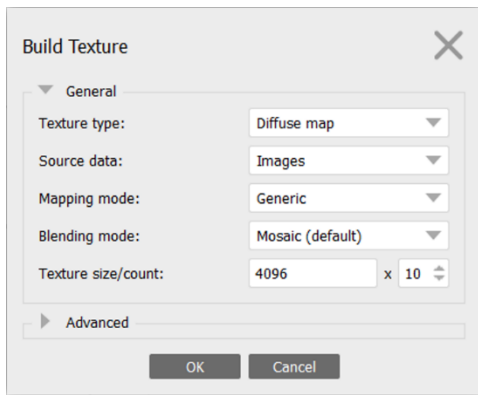 Build Texture
General
Texture type: Diffuse map
Source data: Images
Mapping mode: Generic
Blending mode: Mosaic (default)
Texture size/count: 4096 x 10
Advanced
OK Cancel